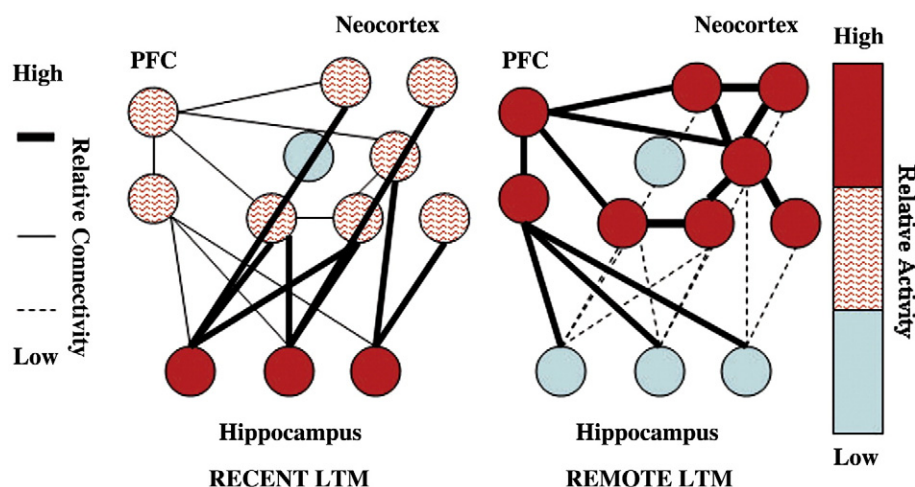 Neocortex
Neocortex
High
PFC
PFC
High
Relative Connectivity
Relative Activity
Low
Low
Hippocampus
Hippocampus
RECENT LTM
REMOTE LTM